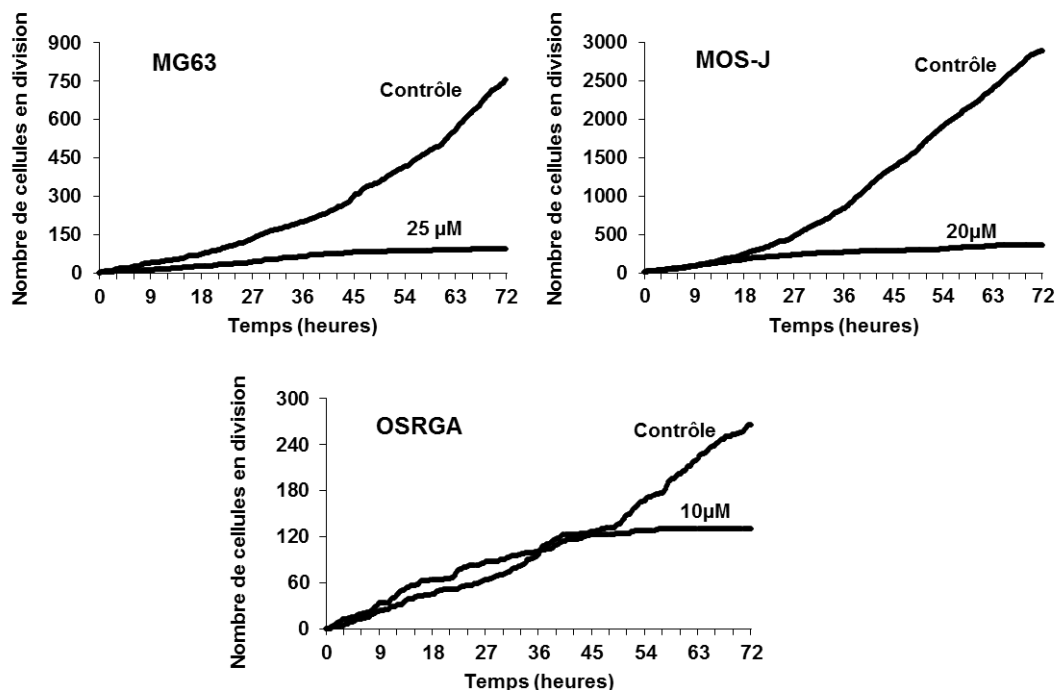 Nombre de cellules en division
900
750
600
450
300
150
0
MG63
Contrôle
25 µM
0 9 18 27 36 45 54 63 72
Temps (heures)
Nombre de cellules en division
3000
2500
2000
1500
1000
500
0
MOS-J
Contrôle
20µM
0 9 18 27 36 45 54 63 72
Temps (heures)
Nombre de cellules en division
300
240
180
120
60
0
OSRGA
Contrôle
10µM
0 9 18 27 36 45 54 63 72
Temps (heures)